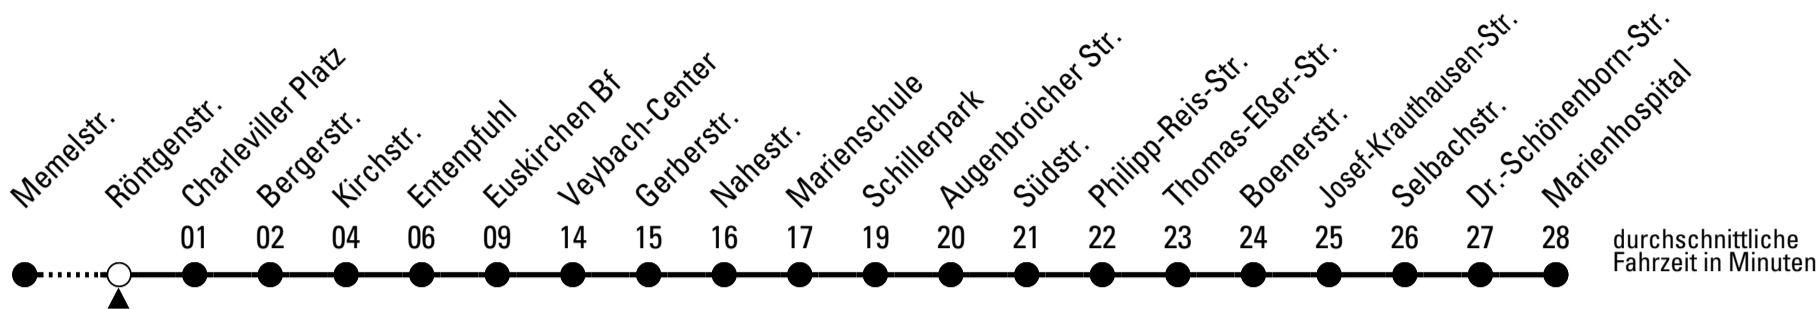 Memelstr.
Röntgenstr.
Charleviller Platz
Bergerstr.
Kirchstr.
Entenpfuhl
Euskirchen Bf
Veybach-Center
Gerberstr.
Nahestr.
Marienschule
Schillerpark
Augenbroicher Str.
Südstr.
Philipp-Reis-Str.
Thomas-Eßer-Str.
Boenerstr.
Josef-Krauthausen-Str.
Selbachstr.
Dr.-Schönenborn-Str.
Marienhospital
01 02 04 06 09 14 15 16 17 19 20 21 22 23 24 25 26 27 28
durchschnittliche
Fahrzeit in Minuten